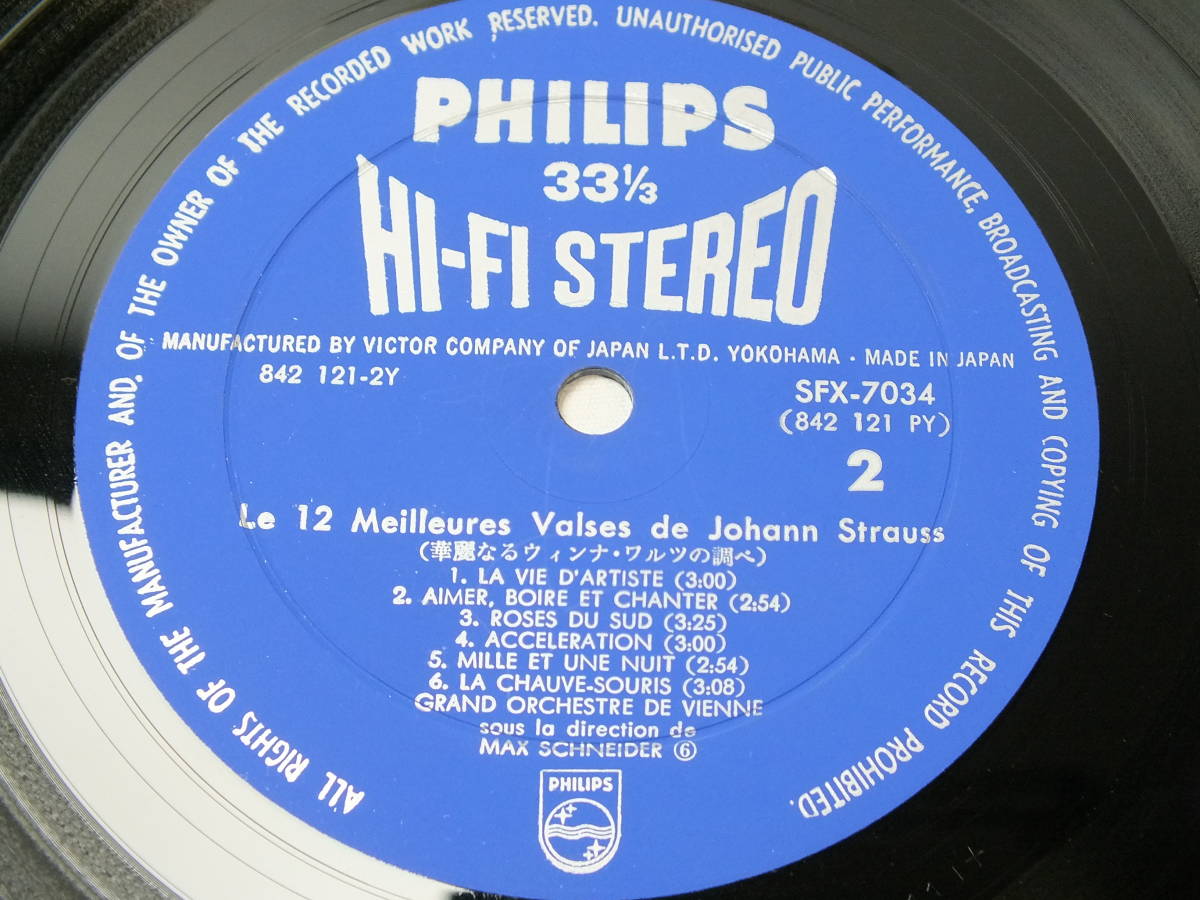 ALL RIGHTS OF THE MANUFACTURER AND. OF THE OWNER OF THE RECORDED WORK RESERVED. UNAUTHORISED PUBLIC PERFORMANCE, BROADCASTING AND COPYING OF THIS RECORD PROHIBITED.
PHILIPS
33⅓
HI-FI STEREO
MANUFACTURED BY VICTOR COMPANY OF JAPAN L.T.D. YOKOHAMA · MADE IN JAPAN
842 121-2Y
SFX-7034
(842 121 PY)
2
Le 12 Meilleures Valses de Johann Strauss
(華麗なるウィンナ・ワルツの調べ)
1. LA VIE D'ARTISTE (3:00)
2. AIMER, BOIRE ET CHANTER (2:54)
3. ROSES DU SUD (3:25)
4. ACCELERATION (3:00)
5. MILLE ET UNE NUIT (2:54)
6. LA CHAUVE-SOURIS (3:08)
GRAND ORCHESTRE DE VIENNE
sous la direction de
MAX SCHNEIDER ⑥
PHILIPS